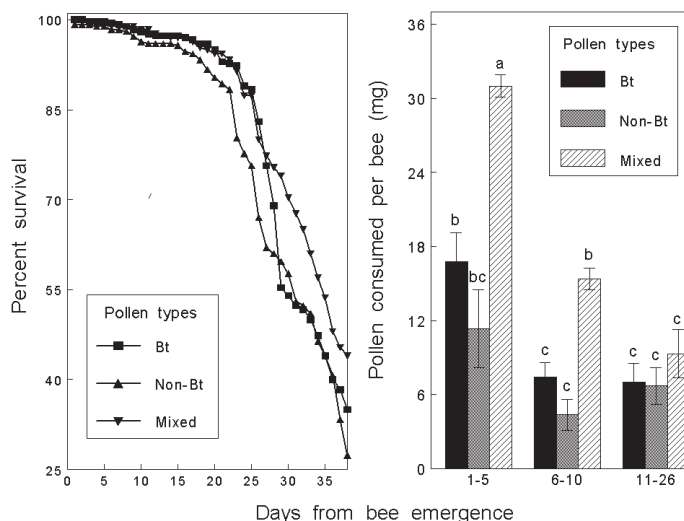 100
85
70
55
40
25
Percent survival
0
5
10
15
20
25
30
35
Pollen types
Bt
Non-Bt
Mixed
36
30
24
18
12
6
0
Pollen consumed per bee (mg)
Pollen types
Bt
Non-Bt
Mixed
a
b
bc
b
c
c
c
c
c
1-5
6-10
11-26
Days from bee emergence